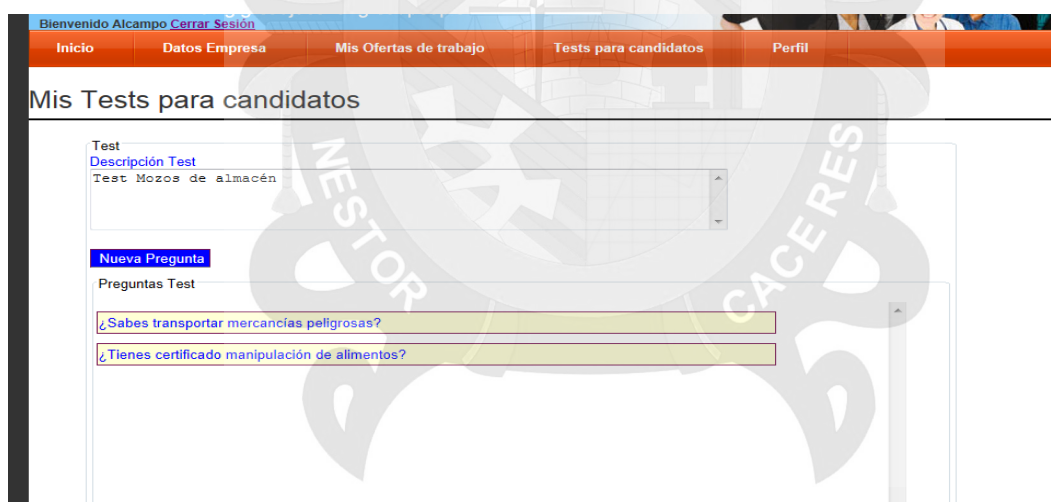 Bienvenido Alcampo Cerrar Sesión
Inicio Datos Empresa Mis Ofertas de trabajo Tests para candidatos Perfil
Mis Tests para candidatos
Test
Descripción Test
Test Mozos de almacén
Nueva Pregunta
Preguntas Test
¿Sabes transportar mercancías peligrosas?
¿Tienes certificado manipulación de alimentos?
NESTOR CACERES